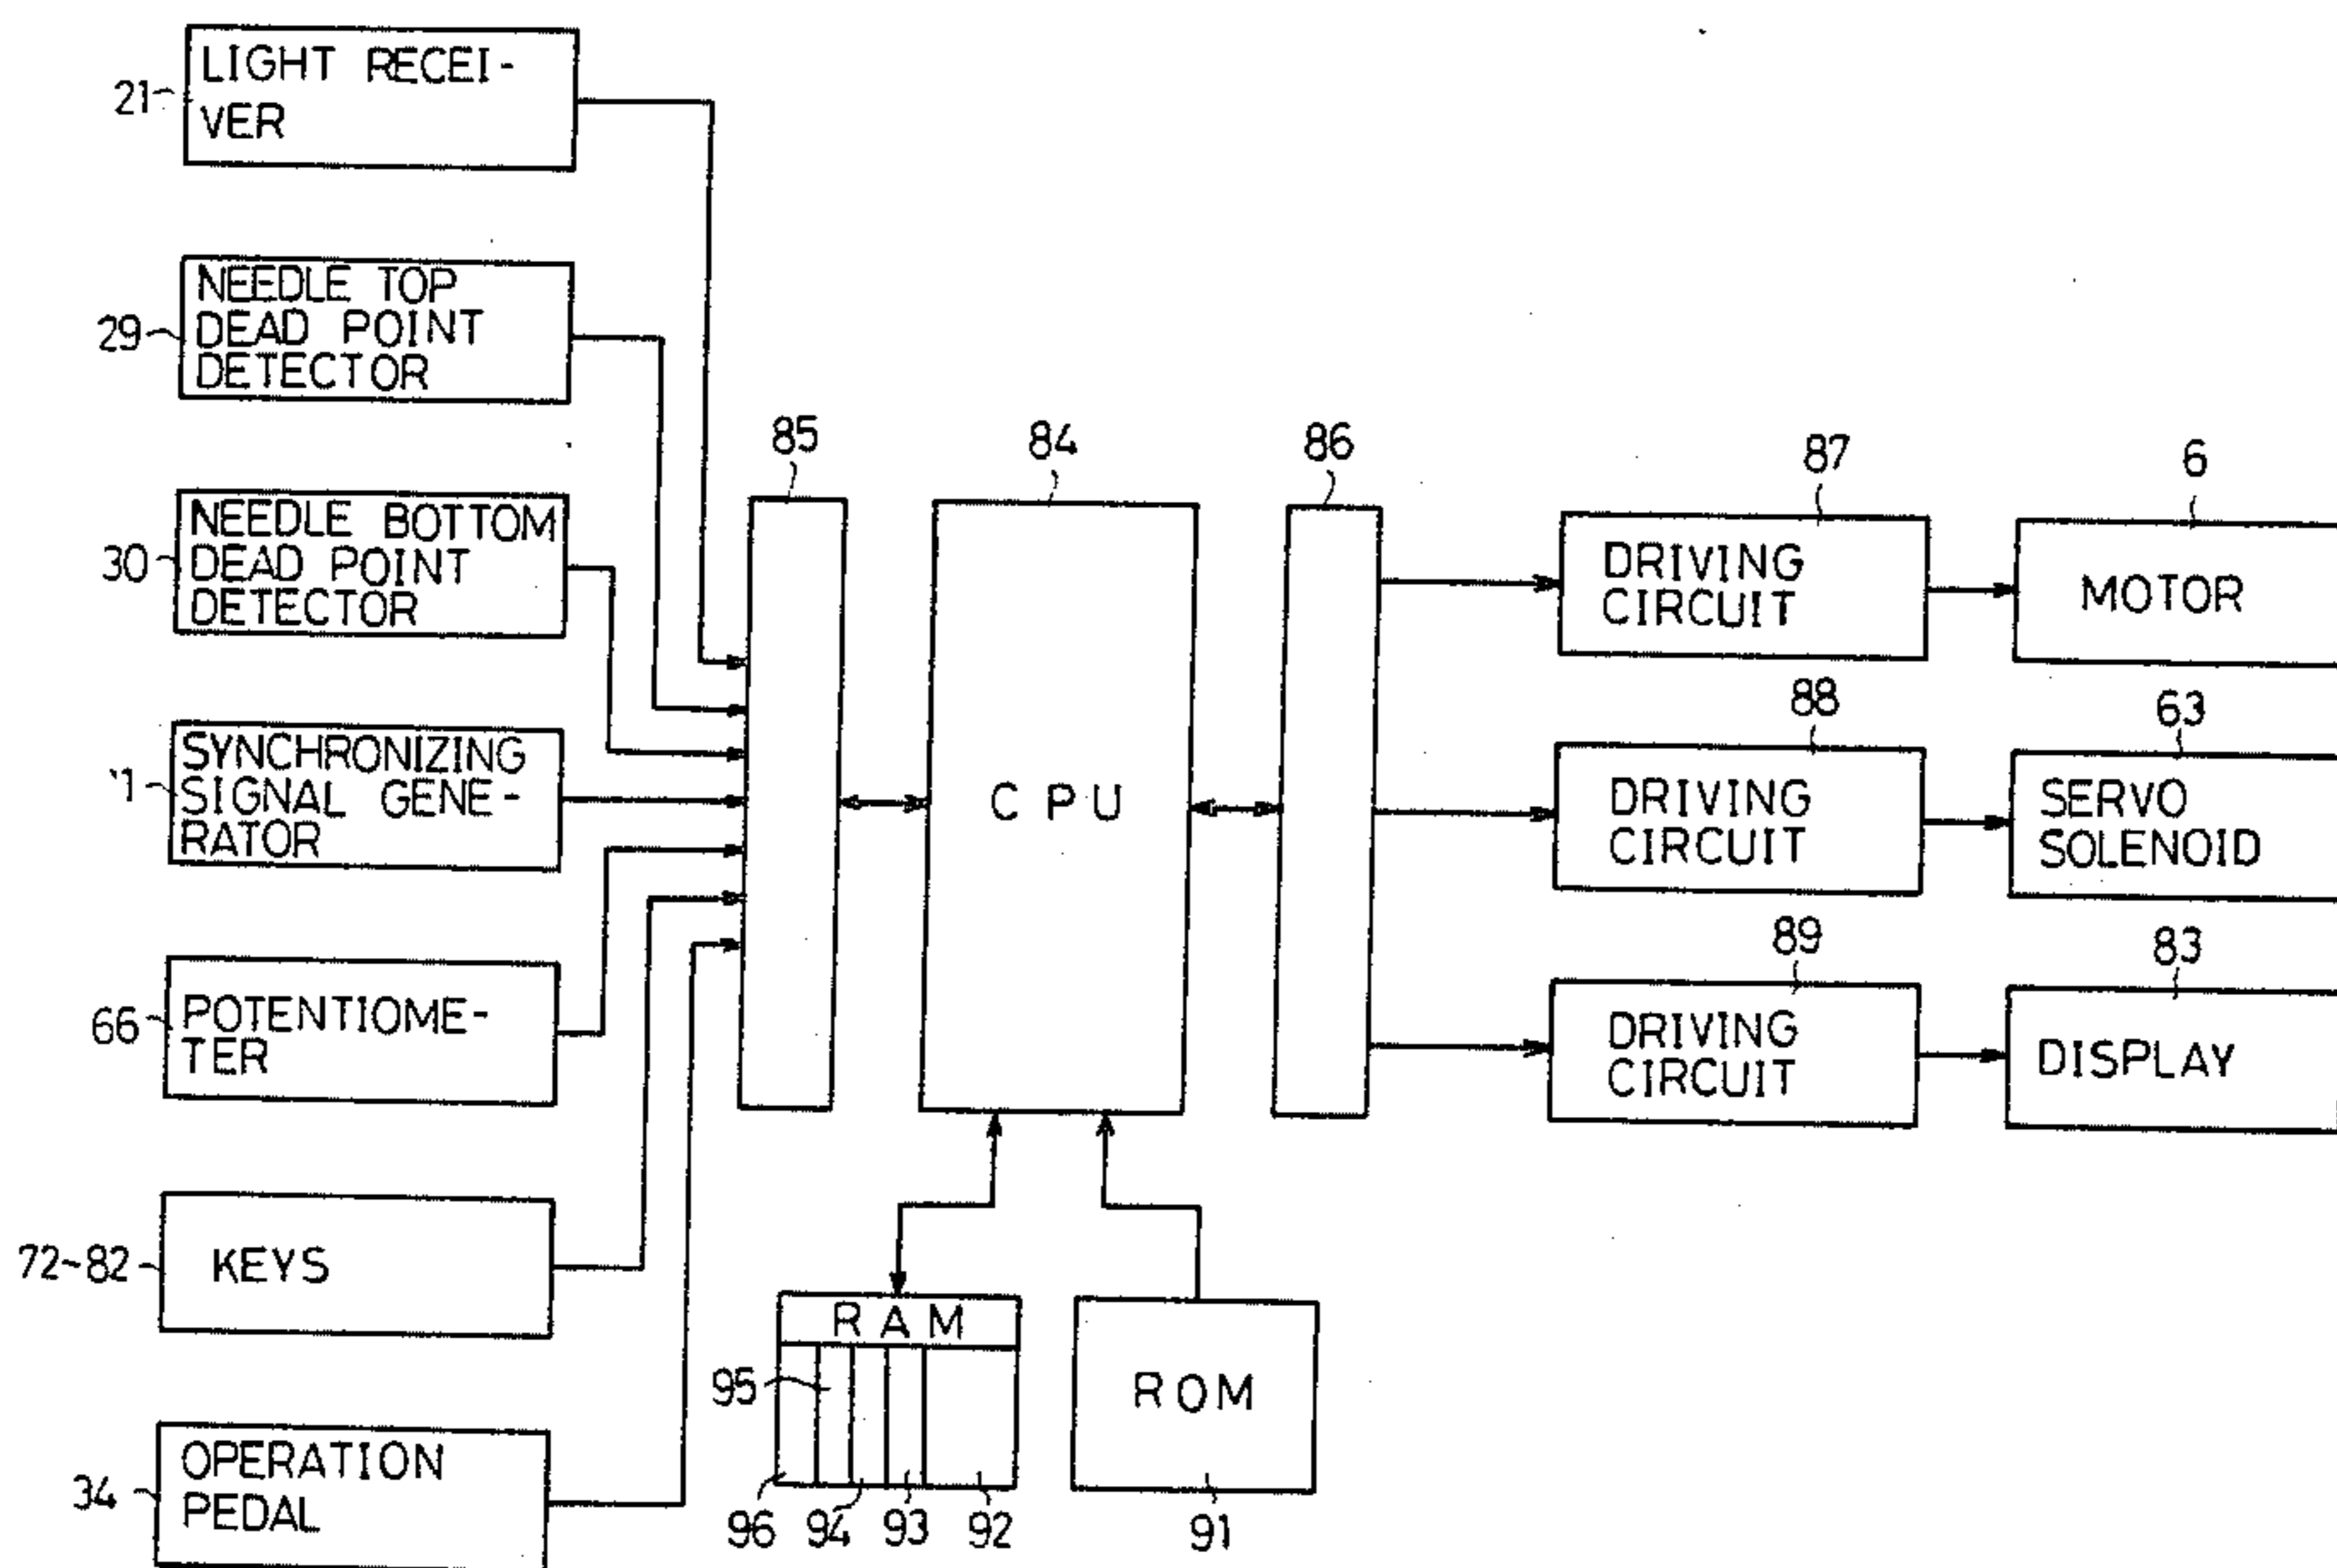 21
LIGHT RECEI-
VER
29
NEEDLE TOP
DEAD POINT
DETECTOR
30
NEEDLE BOTTOM
DEAD POINT
DETECTOR
SYNCHRONIZING
SIGNAL GENE-
RATOR
66
POTENTIOME-
TER
72~82
KEYS
34
OPERATION
PEDAL
85
84
CPU
86
87
DRIVING
CIRCUIT
6
MOTOR
88
DRIVING
CIRCUIT
63
SERVO
SOLENOID
89
DRIVING
CIRCUIT
83
DISPLAY
RAM
95
96
94
93
92
ROM
91